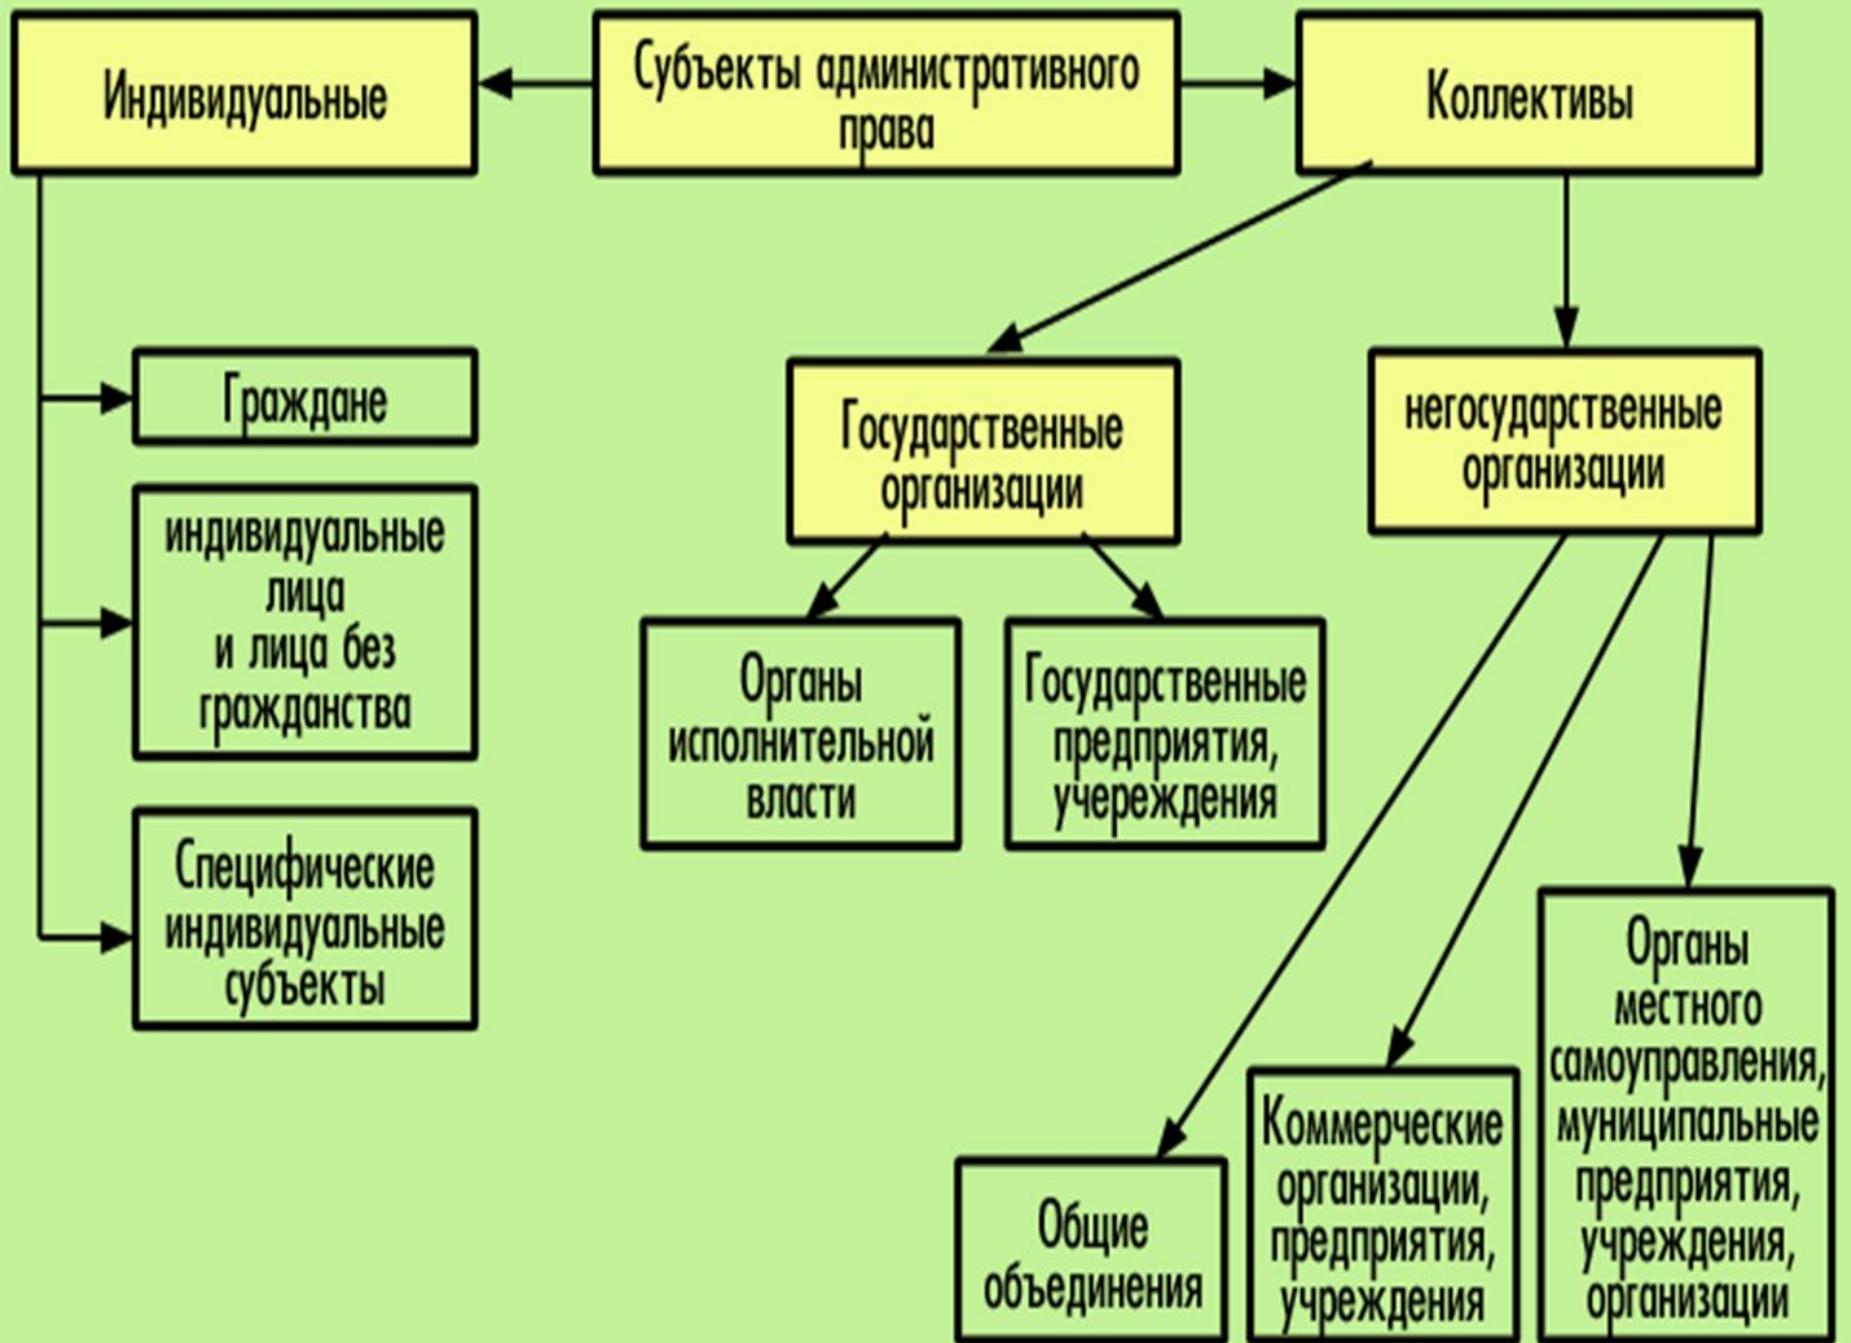 Индивидуальные
Субъекты административного
права
Коллективы
Граждане
индивидуальные
лица
и лица без
гражданства
Специфические
индивидуальные
субъекты
Государственные
организации
негосударственные
организации
Органы
исполнительной
власти
Государственные
предприятия,
учереждения
Общие
объединения
Коммерческие
организации,
предприятия,
учреждения
Органы
местного
самоуправления,
муниципальные
предприятия,
учреждения,
организации